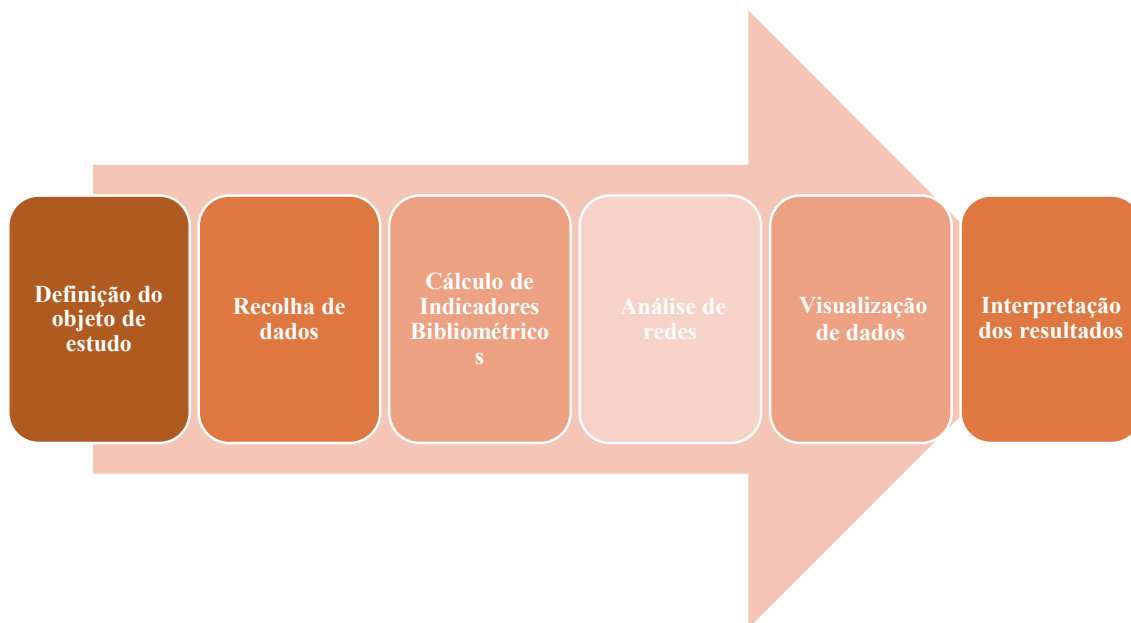 Definição do
objeto de
estudo
Recolha de
dados
Cálculo de
Indicadores
Bibliométrico
s
Análise de
redes
Visualização
de dados
Interpretação
dos resultados